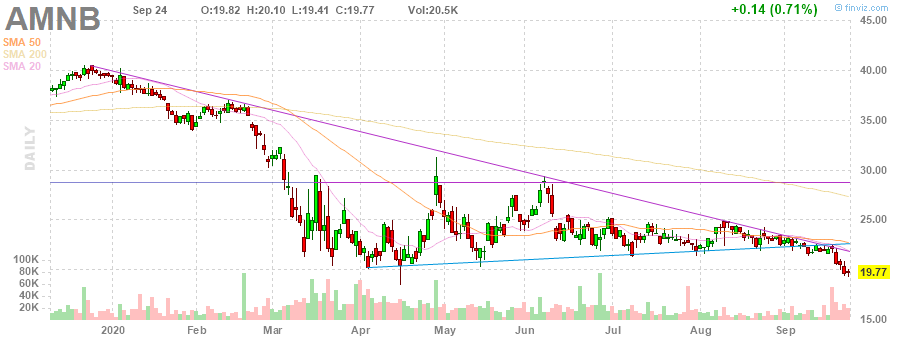 AMNB
Sep 24 O:19.82 H:20.10 L:19.41 C:19.77 Vol:20.5K
+0.14 (0.71%)
finviz.com
SMA 50
SMA 200
SMA 20
DAILY
45.00
40.00
35.00
30.00
25.00
19.77
15.00
100K
80K
60K
40K
20K
2020 Feb Mar Apr May Jun Jul Aug Sep